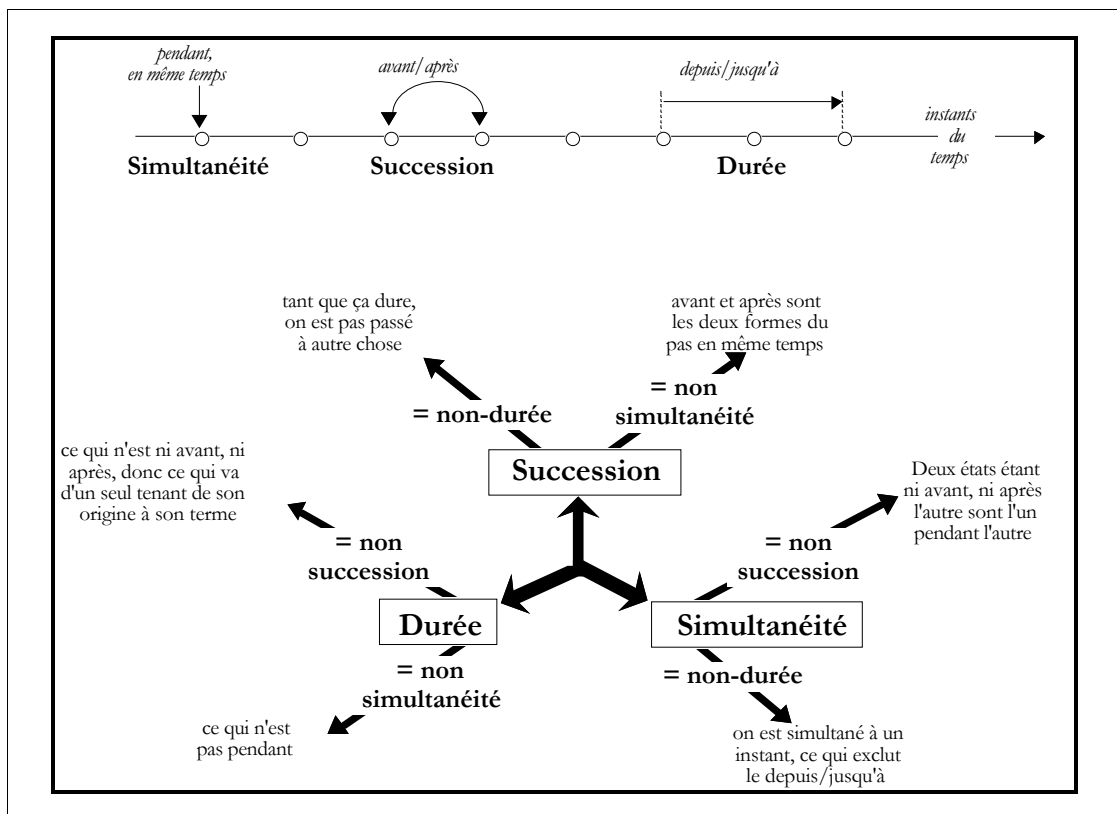 pendant,
en même temps
avant/après
depuis/jusqu'à
instants
du
temps
Simultanéité
Succession
Durée
tant que ça dure,
on est pas passé
à autre chose
avant et après sont
les deux formes du
pas en même temps
= non-durée
= non
simultanéité
Succession
ce qui n'est ni avant, ni
après, donc ce qui va
d'un seul tenant de son
origine à son terme
Deux états étant
ni avant, ni après
l'autre sont l'un
pendant l'autre
= non
succession
= non
succession
Durée
Simultanéité
= non
simultanéité
= non-durée
ce qui n'est
pas pendant
on est simultané à un
instant, ce qui exclut
le depuis/jusqu'à